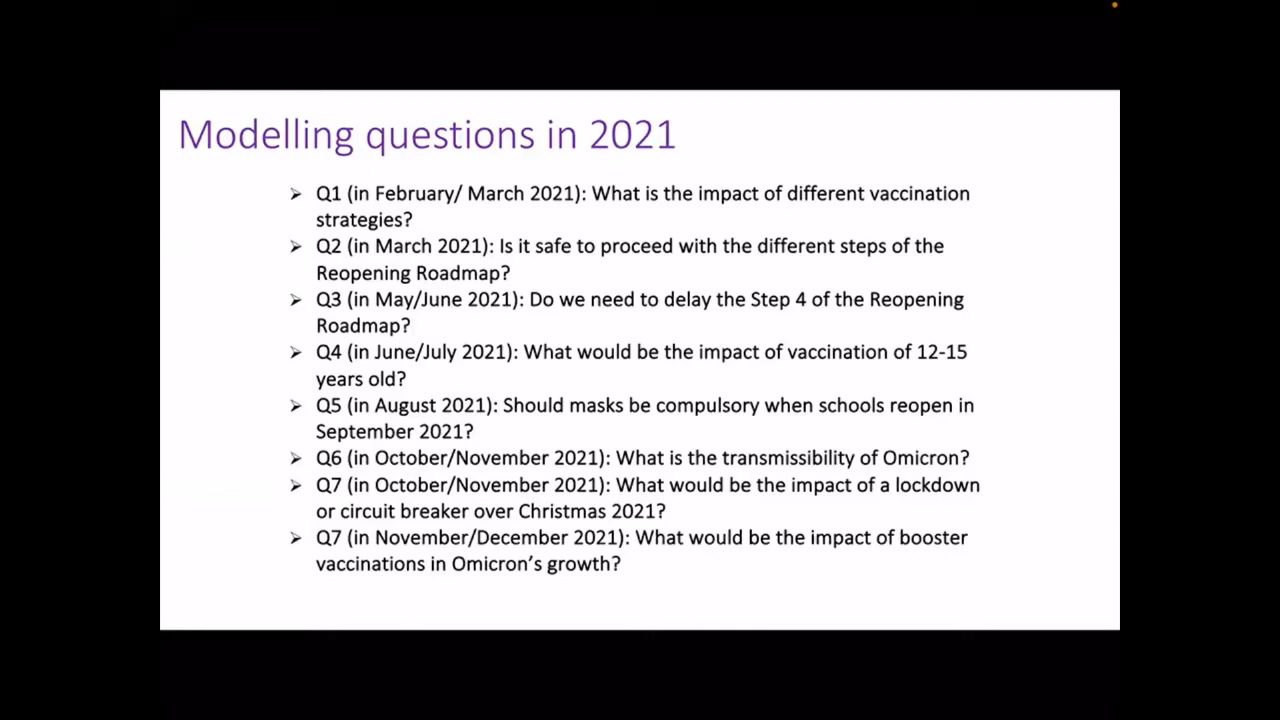 Modelling questions in 2021
➢ Q1 (in February/ March 2021): What is the impact of different vaccination
strategies?
➢ Q2 (in March 2021): Is it safe to proceed with the different steps of the
Reopening Roadmap?
➢ Q3 (in May/June 2021): Do we need to delay the Step 4 of the Reopening
Roadmap?
➢ Q4 (in June/July 2021): What would be the impact of vaccination of 12-15
years old?
➢ Q5 (in August 2021): Should masks be compulsory when schools reopen in
September 2021?
➢ Q6 (in October/November 2021): What is the transmissibility of Omicron?
➢ Q7 (in October/November 2021): What would be the impact of a lockdown
or circuit breaker over Christmas 2021?
➢ Q7 (in November/December 2021): What would be the impact of booster
vaccinations in Omicron's growth?